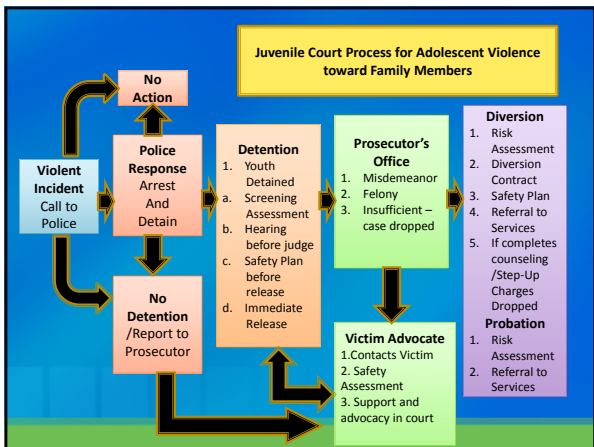 Juvenile Court Process for Adolescent Violence
toward Family Members
No
Action
Violent
Incident
Call to
Police
Police
Response
Arrest
And
Detain
No
Detention
/Report to
Prosecutor
Detention
1. Youth
Detained
a. Screening
Assessment
b. Hearing
before judge
c. Safety Plan
before
release
d. Immediate
Release
Prosecutor's
Office
1. Misdemeanor
2. Felony
3. Insufficient –
case dropped
Victim Advocate
1.Contacts Victim
2. Safety
Assessment
3. Support and
advocacy in court
Diversion
1. Risk
Assessment
2. Diversion
Contract
3. Safety Plan
4. Referral to
Services
5. If completes
counseling
/Step-Up
Charges
Dropped
Probation
1. Risk
Assessment
2. Referral to
Services